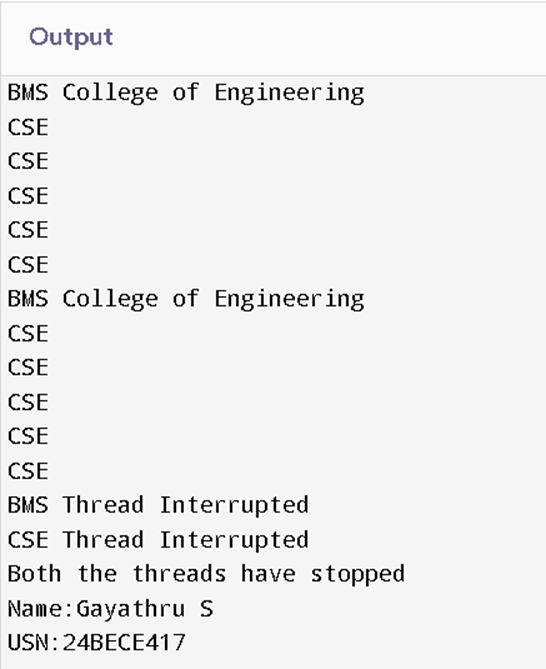 Output
BMS College of Engineering
CSE
CSE
CSE
CSE
CSE
BMS College of Engineering
CSE
CSE
CSE
CSE
CSE
BMS Thread Interrupted
CSE Thread Interrupted
Both the threads have stopped
Name:Gayathru S
USN:24BECE417